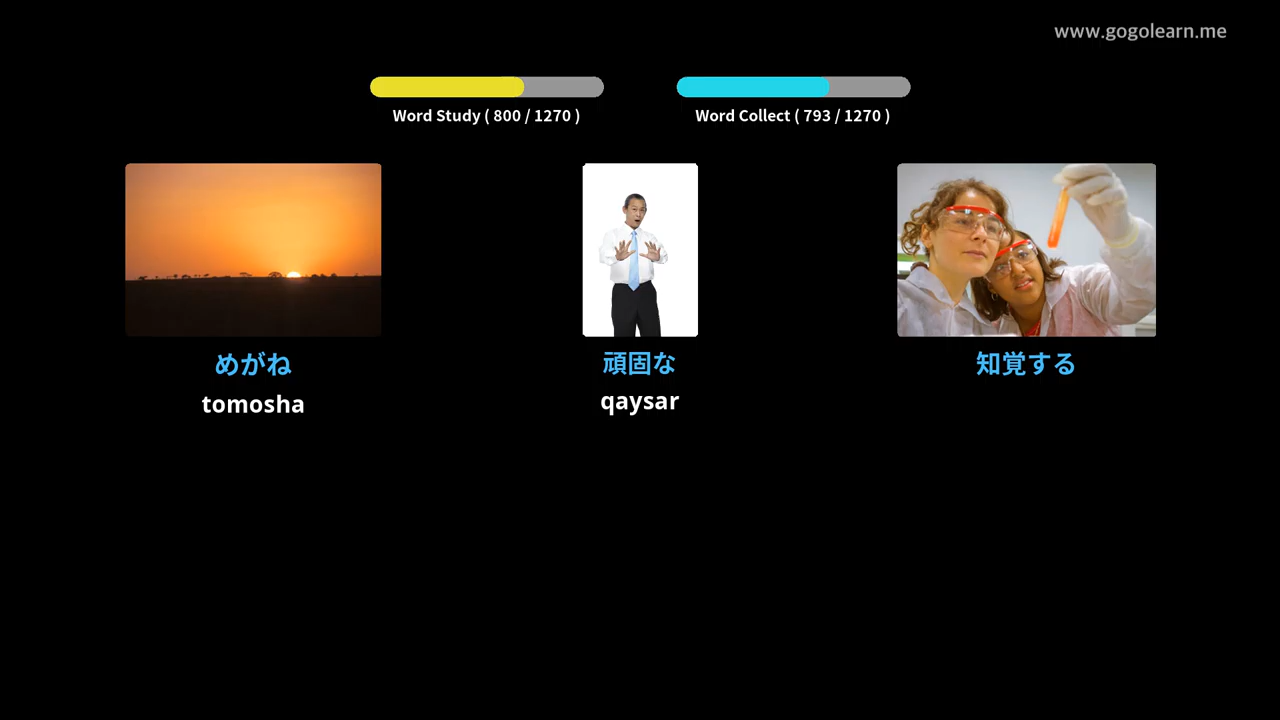 www.gogolearn.me
Word Study ( 800 / 1270 )
Word Collect ( 793 / 1270 )
めがね
頑固な
知覚する
tomosha
qaysar